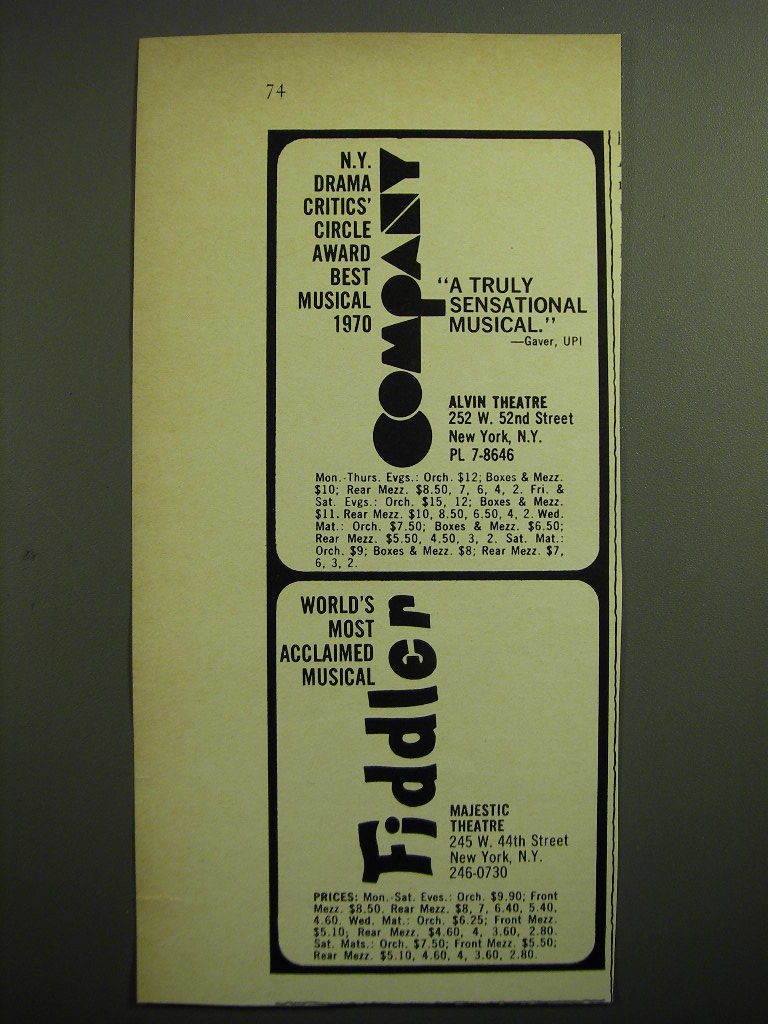 74
N.Y.
DRAMA
CRITICS'
CIRCLE
AWARD
BEST
MUSICAL
1970
COMPANY
"A TRULY
SENSATIONAL
MUSICAL."
—Gaver, UPI
ALVIN THEATRE
252 W. 52nd Street
New York, N.Y.
PL 7-8646
Mon.-Thurs. Evgs.: Orch. $12; Boxes & Mezz.
$10; Rear Mezz. $8.50, 7, 6, 4, 2. Fri. &
Sat. Evgs.: Orch. $15, 12; Boxes & Mezz.
$11. Rear Mezz. $10, 8.50, 6.50, 4, 2. Wed.
Mat.: Orch. $7.50; Boxes & Mezz. $6.50;
Rear Mezz. $5.50, 4.50, 3, 2. Sat. Mat.:
Orch. $9; Boxes & Mezz. $8; Rear Mezz. $7,
6, 3, 2.
WORLD'S
MOST
ACCLAIMED
MUSICAL
Fiddler
MAJESTIC
THEATRE
245 W. 44th Street
New York, N.Y.
246-0730
PRICES: Mon.-Sat. Eves.: Orch. $9.90; Front
Mezz. $8.50. Rear Mezz. $8, 7, 6.40, 5.40,
4.60. Wed. Mat.: Orch. $6.25; Front Mezz.
$5.10; Rear Mezz. $4.60, 4, 3.60, 2.80.
Sat. Mats.: Orch. $7.50; Front Mezz. $5.50;
Rear Mezz. $5.10, 4.60, 4, 3.60, 2.80.